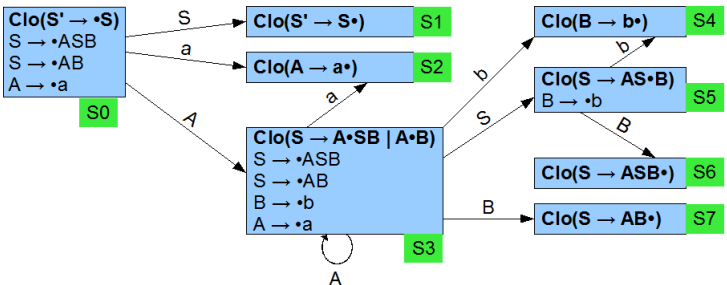 Clo(S' → •S)
S → •ASB
S → •AB
A → •a
S0
S
a
A
Clo(S' → S•)
S1
Clo(A → a•)
S2
a
Clo(S → A•SB | A•B)
S → •ASB
S → •AB
B → •b
A → •a
S3
A
b
S
B
Clo(B → b•)
S4
b
Clo(S → AS•B)
B → •b
S5
B
Clo(S → ASB•)
S6
Clo(S → AB•)
S7